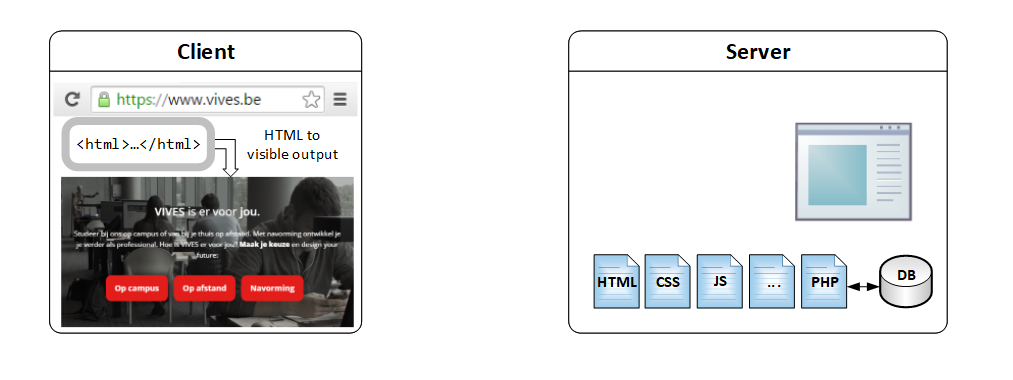 Client
https://www.vives.be
<html>…</html>
HTML to
visible output
VIVES is er voor jou.
Studeer bij ons op campus of van bij je thuis op afstand. Met navorming ontwikkel je
je verder als professional. Hoe is VIVES er voor jou? Maak je keuze en design your
future:
Op campus
Op afstand
Navorming
Server
HTML
CSS
JS
...
PHP
DB